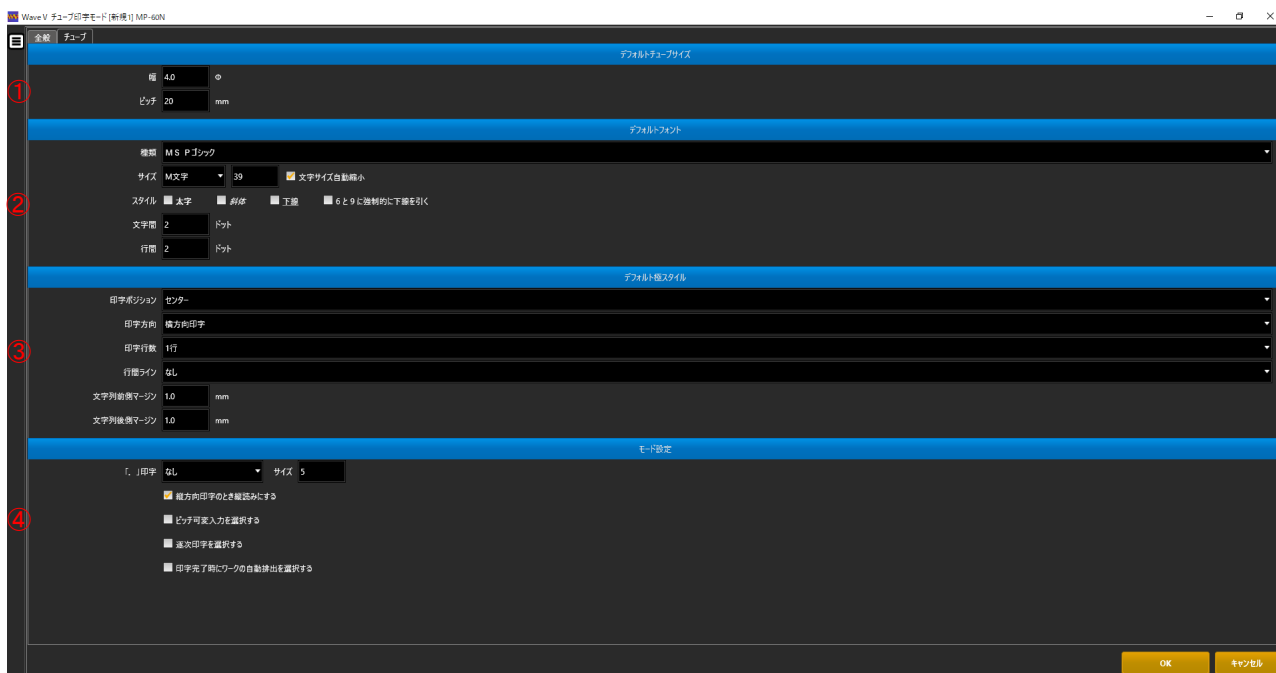 Wave V チューブ印字モード [新規1] MP-60N
全般 チューブ
デフォルトチューブサイズ
①
幅 4.0 Φ
ピッチ 20 mm
デフォルトフォント
種類 ＭＳ Ｐゴシック
サイズ M文字 39 文字サイズ自動縮小
②
スタイル 太字 斜体 下線 6と9に強制的に下線を引く
文字間 2 ドット
行間 2 ドット
デフォルト極スタイル
印字ポジション センター
印字方向 横方向印字
③
印字行数 1行
行間ライン なし
文字列前側マージン 1.0 mm
文字列後側マージン 1.0 mm
モード設定
「．」印字 なし サイズ 5
縦方向印字のとき縦読みにする
④
ピッチ可変入力を選択する
逐次印字を選択する
印字完了時にワークの自動排出を選択する
OK キャンセル